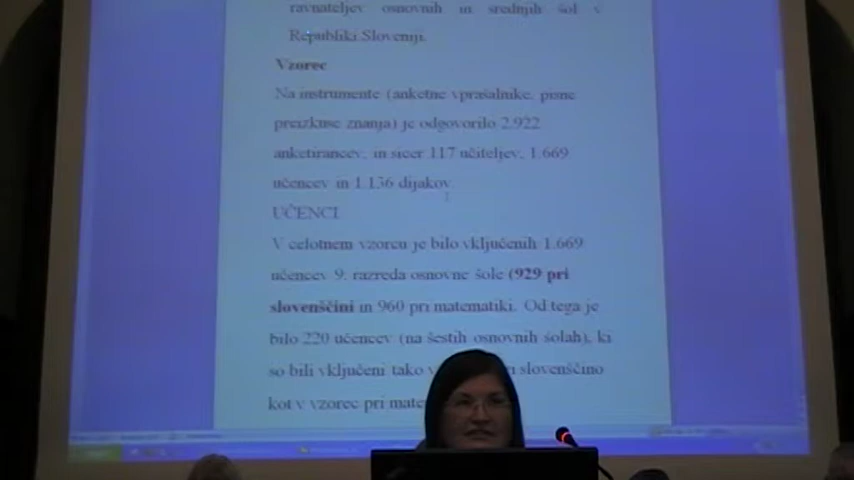 ravnateljev osnovnih in srednjih šol v
Republiki Sloveniji.
Vzorec
Na instrumente (anketne vprašalnike, pisne
preizkuse znanja) je odgovorilo 2.922
anketirancev, in sicer 117 učiteljev, 1.669
učencev in 1.136 dijakov.
UČENCI
V celotnem vzorcu je bilo vključenih 1.669
učencev 9. razreda osnovne šole (929 pri
slovenščini in 960 pri matematiki. Od tega je
bilo 220 učencev (na šestih osnovnih šolah), ki
so bili vključeni tako v slovenščino
kot v vzorec pri mate